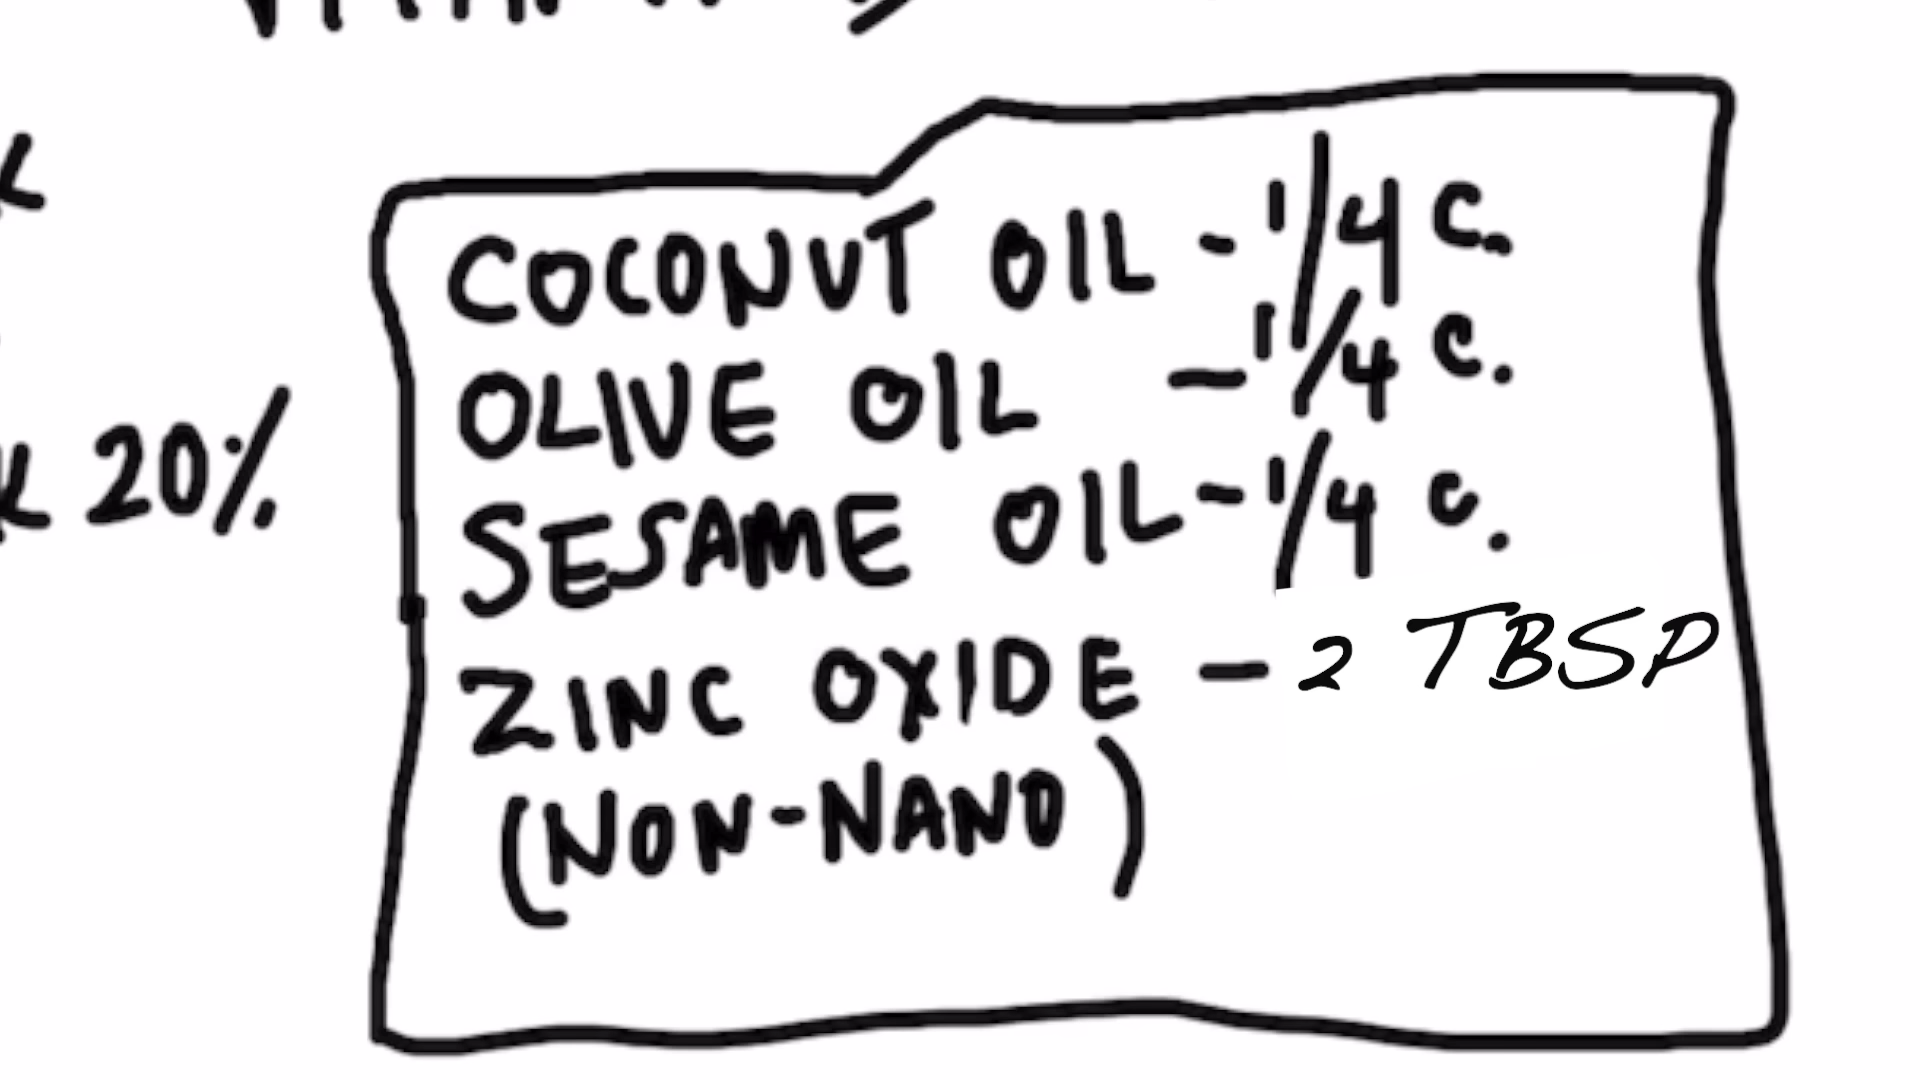 20%
COCONUT OIL - 1/4 C.
OLIVE OIL - 1/4 C.
SESAME OIL - 1/4 C.
ZINC OXIDE - 2 TBSP
(NON-NANO)